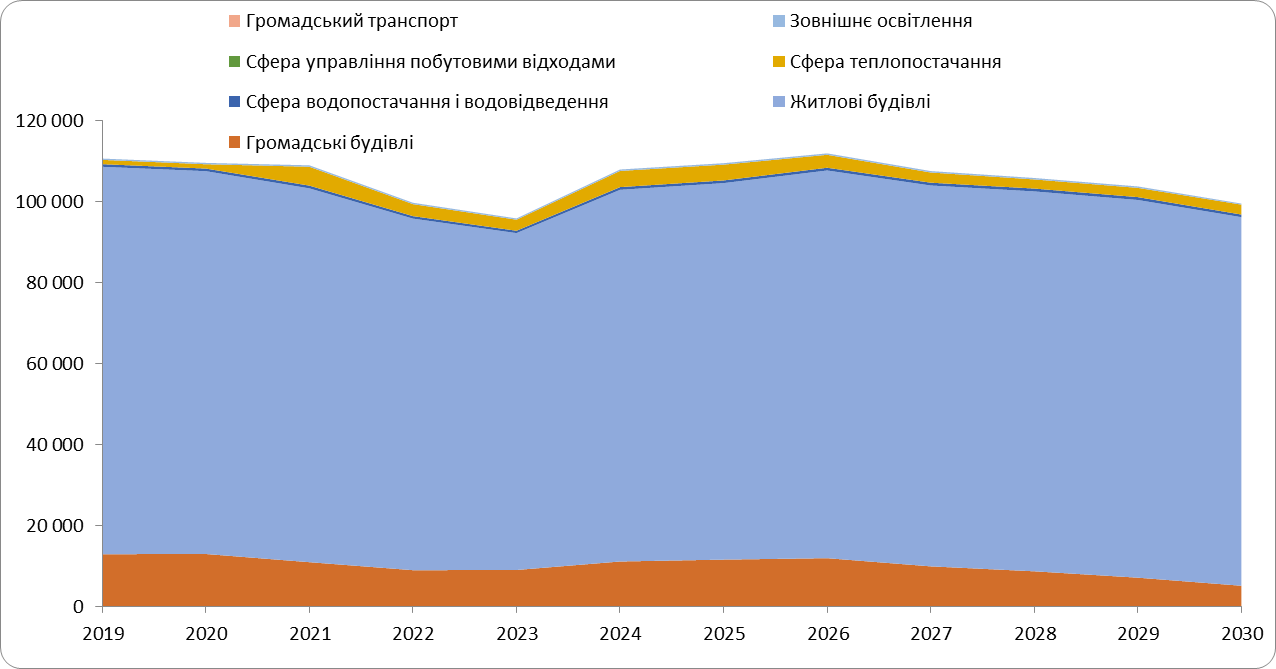 Громадський транспорт
Зовнішнє освітлення
Сфера управління побутовими відходами
Сфера теплопостачання
Сфера водопостачання і водовідведення
Житлові будівлі
Громадські будівлі
120 000
100 000
80 000
60 000
40 000
20 000
0
2019 2020 2021 2022 2023 2024 2025 2026 2027 2028 2029 2030